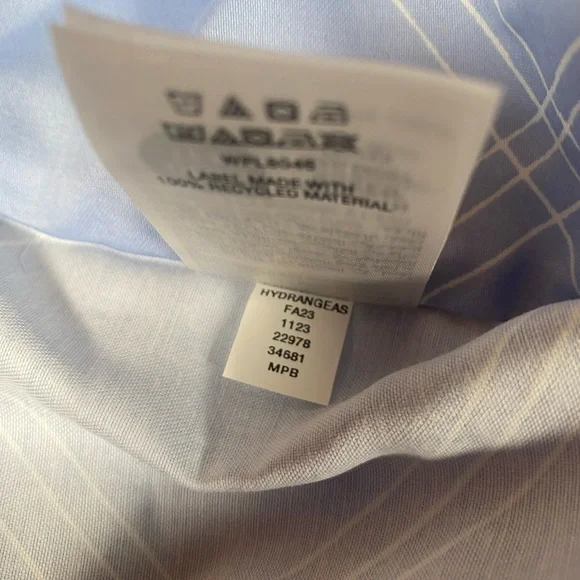 LABEL MADE WITH
100% RECYCLED MATERIAL
HYDRANGEAS
FA23
1123
22978
34681
MPB